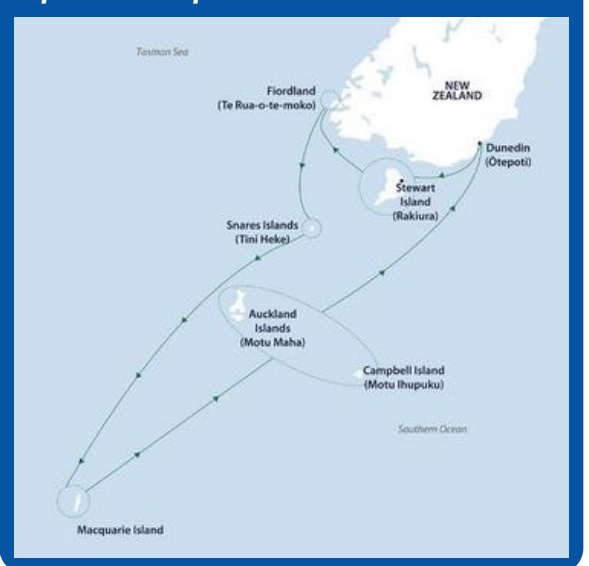 Tasman Sea
NEW
ZEALAND
Fiordland
(Te Rua-o-te-moko)
Dunedin
(Ōtepoti)
Stewart
Island
(Rakiura)
Snares Islands
(Tini Heke)
Auckland
Islands
(Motu Maha)
Campbell Island
(Motu Ihupuku)
Southern Ocean
Macquarie Island